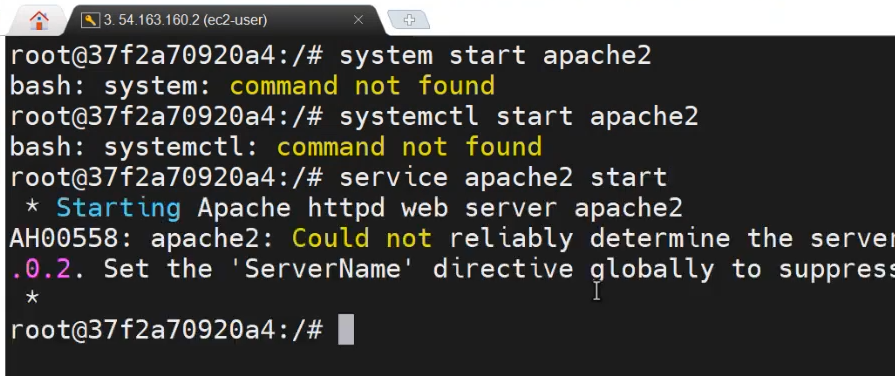 3. 54.163.160.2 (ec2-user)
root@37f2a70920a4:/# system start apache2
bash: system: command not found
root@37f2a70920a4:/# systemctl start apache2
bash: systemctl: command not found
root@37f2a70920a4:/# service apache2 start
* Starting Apache httpd web server apache2
AH00558: apache2: Could not reliably determine the server
.0.2. Set the 'ServerName' directive globally to suppress
*
root@37f2a70920a4:/#